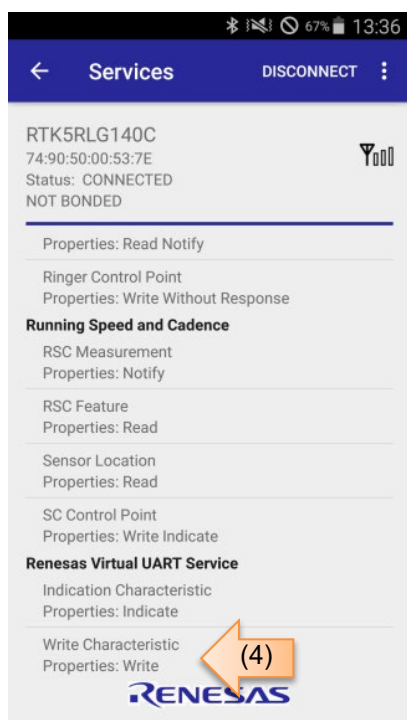 67% 13:36
Services DISCONNECT
RTK5RLG140C
74:90:50:00:53:7E
Status: CONNECTED
NOT BONDED
Properties: Read Notify
Ringer Control Point
Properties: Write Without Response
Running Speed and Cadence
RSC Measurement
Properties: Notify
RSC Feature
Properties: Read
Sensor Location
Properties: Read
SC Control Point
Properties: Write Indicate
Renesas Virtual UART Service
Indication Characteristic
Properties: Indicate
Write Characteristic
Properties: Write
(4)
RENESAS